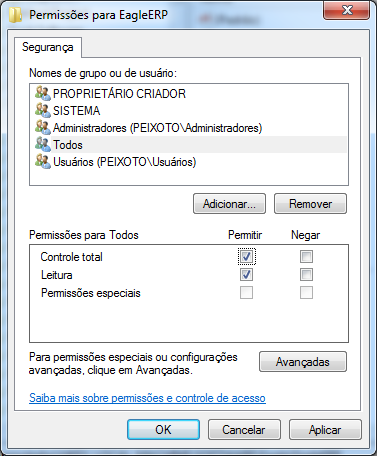 Permissões para EagleERP
Segurança
Nomes de grupo ou de usuário:
PROPRIETÁRIO CRIADOR
SISTEMA
Administradores (PEIXOTO\Administradores)
Todos
Usuários (PEIXOTO\Usuários)
Adicionar... Remover
Permissões para Todos Permitir Negar
Controle total
Leitura
Permissões especiais
Para permissões especiais ou configurações
avançadas, clique em Avançadas.
Avançadas
Saiba mais sobre permissões e controle de acesso
OK Cancelar Aplicar